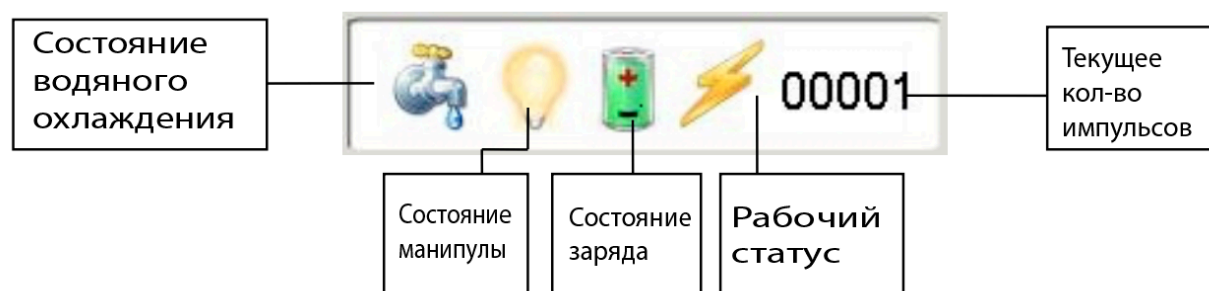 Состояние
водяного
охлаждения
00001
Текущее
кол-во
импульсов
Состояние
манипулы
Состояние
заряда
Рабочий
статус